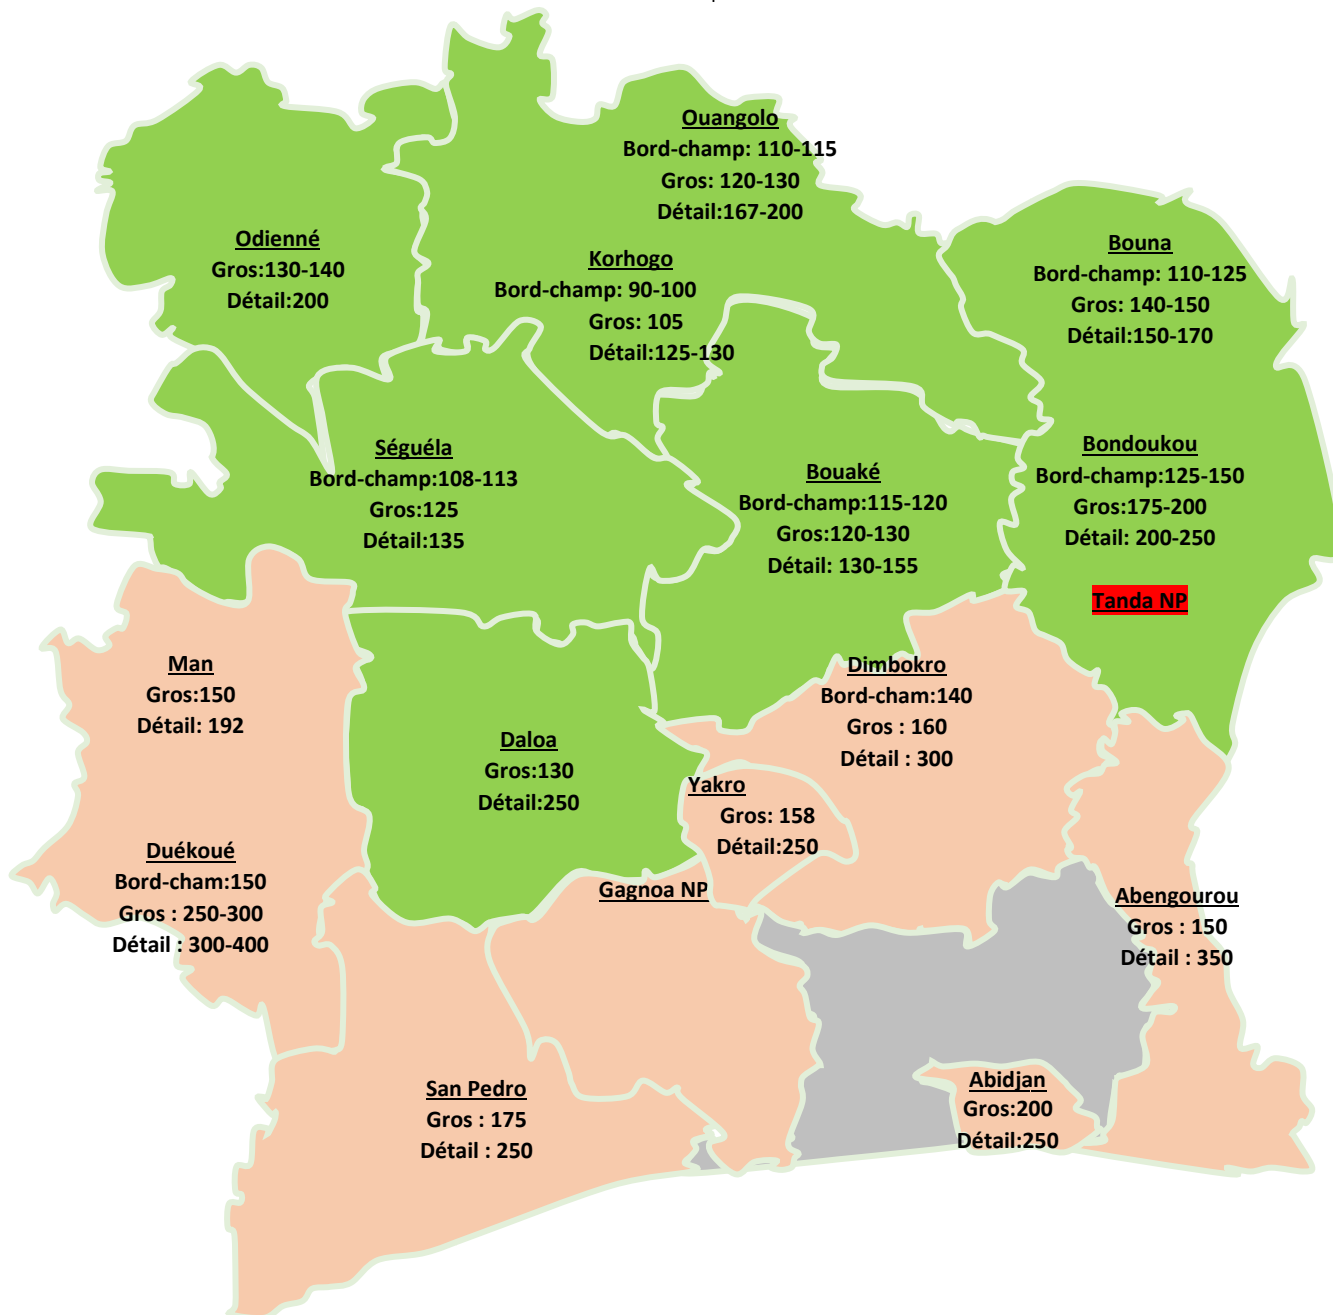 Ouangolo
Bord-champ: 110-115
Gros: 120-130
Détail:167-200
Odienné
Gros:130-140
Détail:200
Korhogo
Bord-champ: 90-100
Gros: 105
Détail:125-130
Bouna
Bord-champ: 110-125
Gros: 140-150
Détail:150-170
Séguéla
Bord-champ:108-113
Gros:125
Détail:135
Bouaké
Bord-champ:115-120
Gros:120-130
Détail: 130-155
Bondoukou
Bord-champ:125-150
Gros:175-200
Détail: 200-250
Tanda NP
Man
Gros:150
Détail: 192
Dimbokro
Bord-cham:140
Gros : 160
Détail : 300
Daloa
Gros:130
Détail:250
Yakro
Gros: 158
Détail:250
Duékoué
Bord-cham:150
Gros : 250-300
Détail : 300-400
Gagnoa NP
Abengourou
Gros : 150
Détail : 350
San Pedro
Gros : 175
Détail : 250
Abidjan
Gros:200
Détail:250